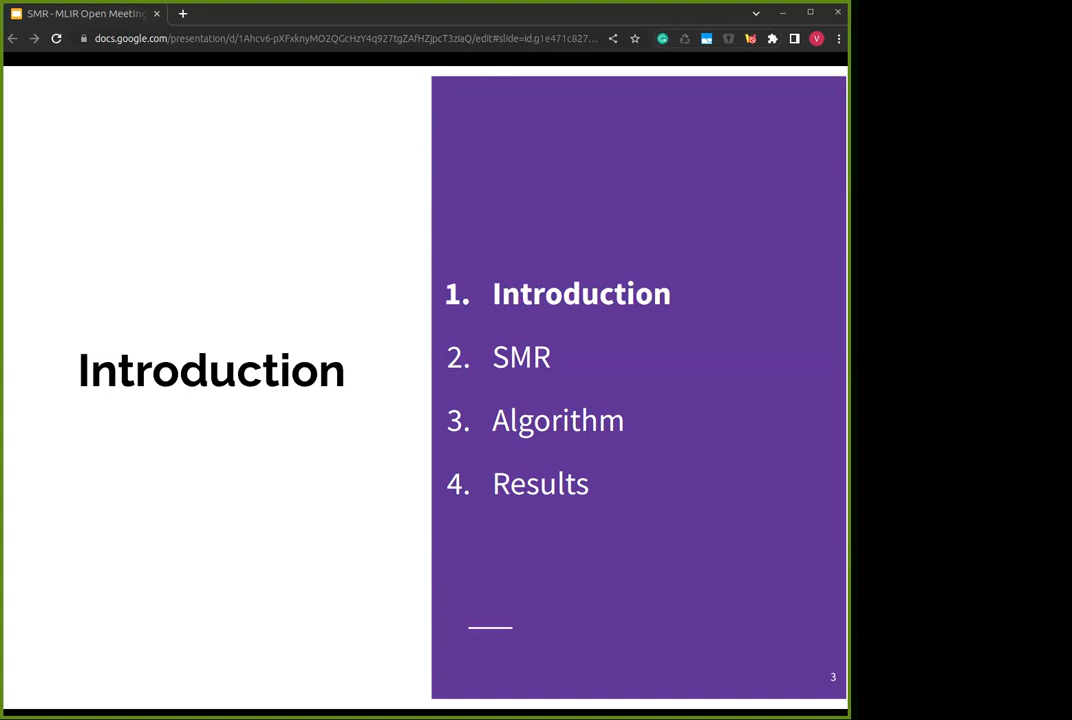 SMR - MLIR Open Meeting
docs.google.com/presentation/d/1Ahcv6-pXFxknyMO2QGcHzY4q927tgZAfHZJpcT3ziaQ/edit#slide=id.g1e471c827...
V
Introduction
1. Introduction
2. SMR
3. Algorithm
4. Results
3